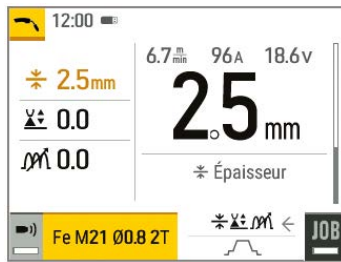 12:00
6.7 m/min 96A 18.6V
2.5mm
0.0
0.0
2.5 mm
Épaisseur
Fe M21 Ø0.8 2T
JOB